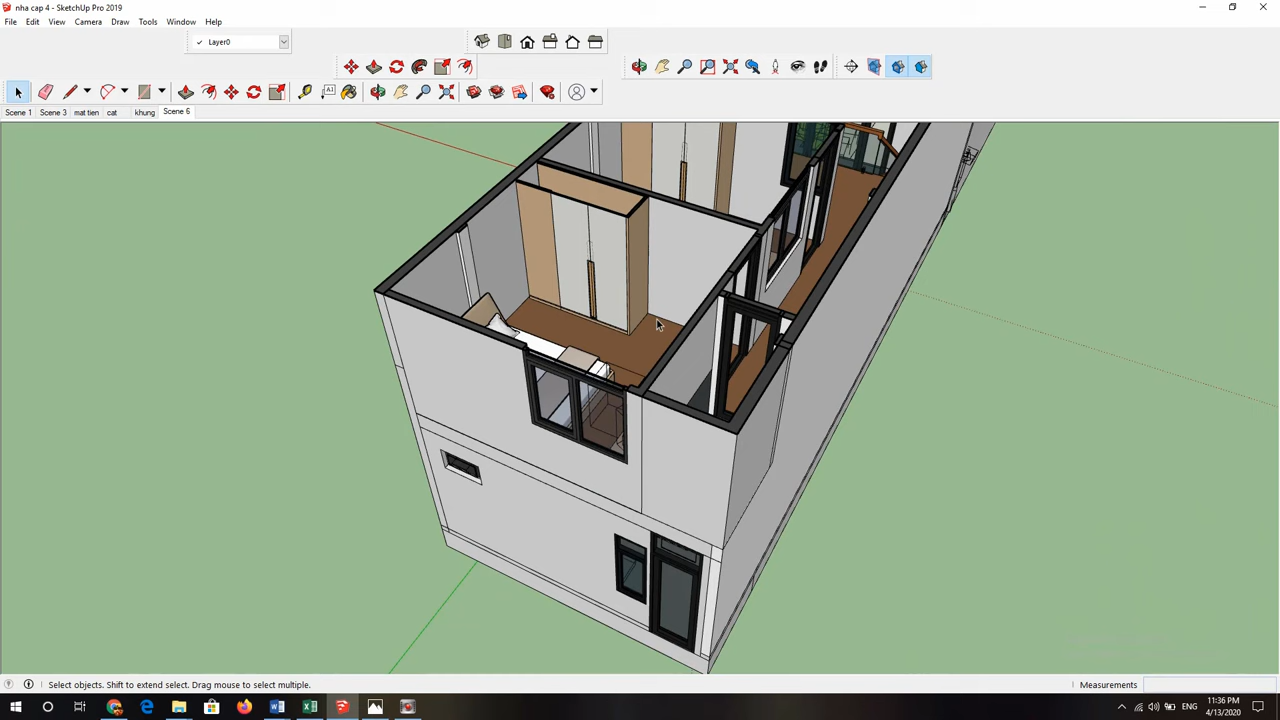 nha cap 4 - SketchUp Pro 2019
File Edit View Camera Draw Tools Window Help
Layer0
Scene 1 Scene 3 mat tien cat khung Scene 6
Select objects. Shift to extend select. Drag mouse to select multiple.
Measurements
ENG
11:36 PM
4/13/2020